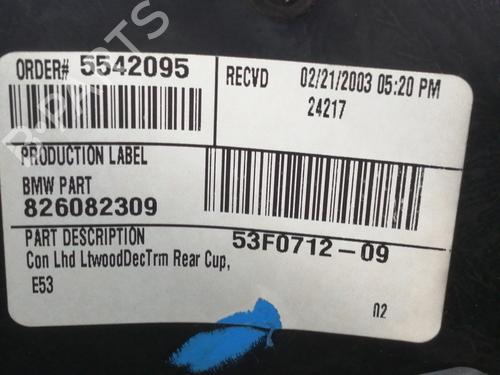 ORDER# 5542095
RECVD 02/21/2003 05:20 PM
24217
PRODUCTION LABEL
BMW PART
826082309
PART DESCRIPTION
53F0712-09
Con Lhd LtwoodDecTrm Rear Cup,
E53
02
B-PARTS